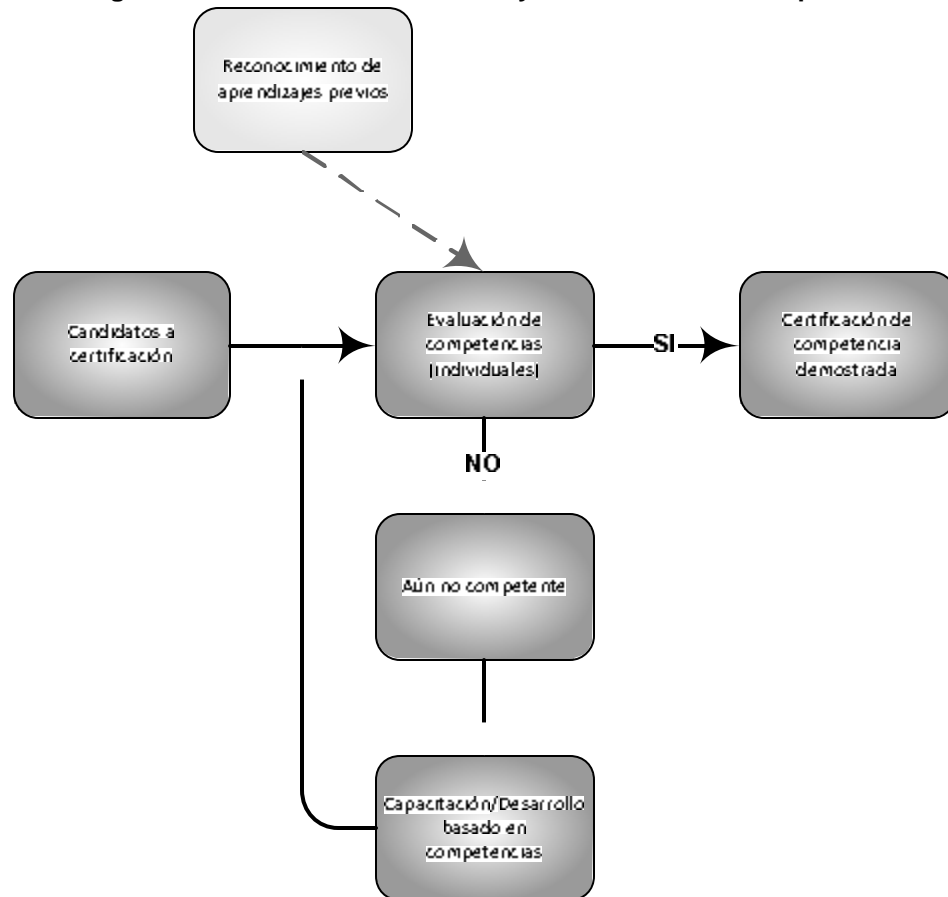 Reconocimiento de
aprendizajes previos
Candidatos a
certificación
Evaluación de
competencias
(individuales)
SI
Certificación de
competencia
demostrada
NO
Aún no competente
Capacitación/Desarrollo
basado en
competencias